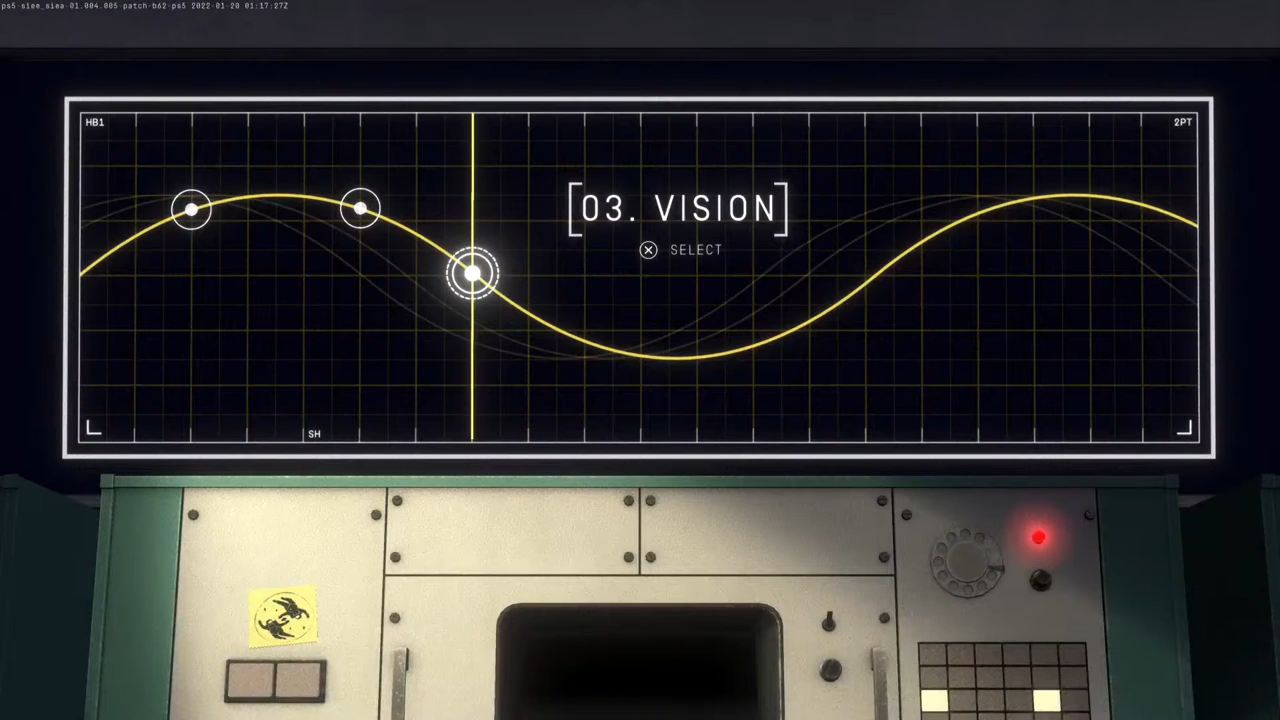 ps5-siee_siea-01.004.005-patch-b62-ps5 2022-01-20 01:17:27Z
HB1
2PT
[03. VISION]
SELECT
SH